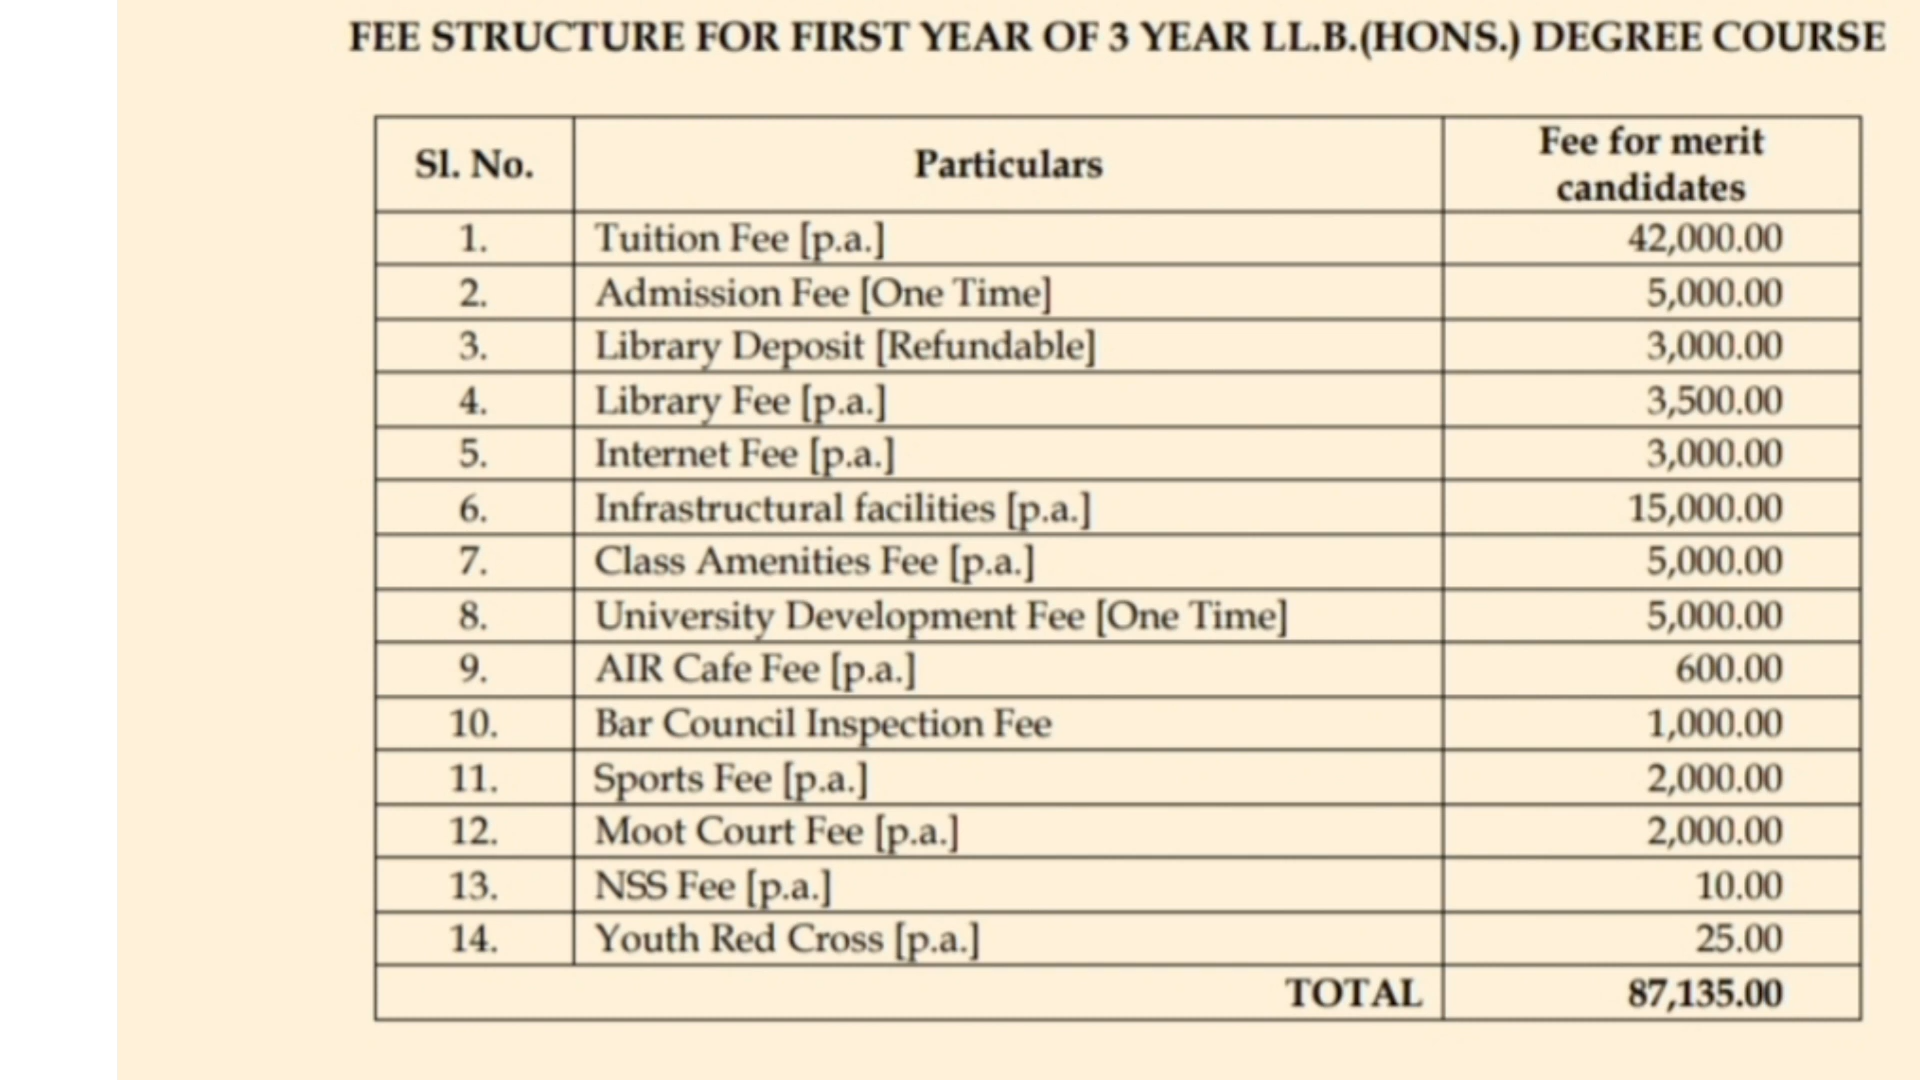 FEE STRUCTURE FOR FIRST YEAR OF 3 YEAR LL.B.(HONS.) DEGREE COURSE
Sl. No. Particulars Fee for merit candidates
1. Tuition Fee [p.a.] 42,000.00
2. Admission Fee [One Time] 5,000.00
3. Library Deposit [Refundable] 3,000.00
4. Library Fee [p.a.] 3,500.00
5. Internet Fee [p.a.] 3,000.00
6. Infrastructural facilities [p.a.] 15,000.00
7. Class Amenities Fee [p.a.] 5,000.00
8. University Development Fee [One Time] 5,000.00
9. AIR Cafe Fee [p.a.] 600.00
10. Bar Council Inspection Fee 1,000.00
11. Sports Fee [p.a.] 2,000.00
12. Moot Court Fee [p.a.] 2,000.00
13. NSS Fee [p.a.] 10.00
14. Youth Red Cross [p.a.] 25.00
TOTAL 87,135.00